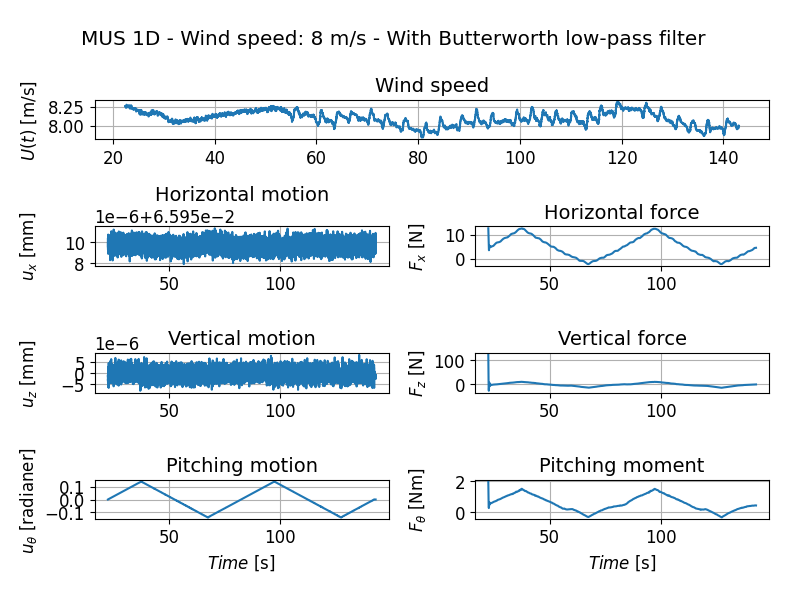 MUS 1D - Wind speed: 8 m/s - With Butterworth low-pass filter
Wind speed
U(t) [m/s]
8.25
8.00
20 40 60 80 100 120 140
Horizontal motion
1e-6+6.595e-2
u_x [mm]
10
8
50 100
Horizontal force
F_x [N]
10
0
50 100
Vertical motion
1e-6
u_z [mm]
5
0
−5
50 100
Vertical force
F_z [N]
100
0
50 100
Pitching motion
u_θ [radianer]
0.1
0.0
−0.1
50 100
Time [s]
Pitching moment
F_θ [Nm]
2
0
50 100
Time [s]